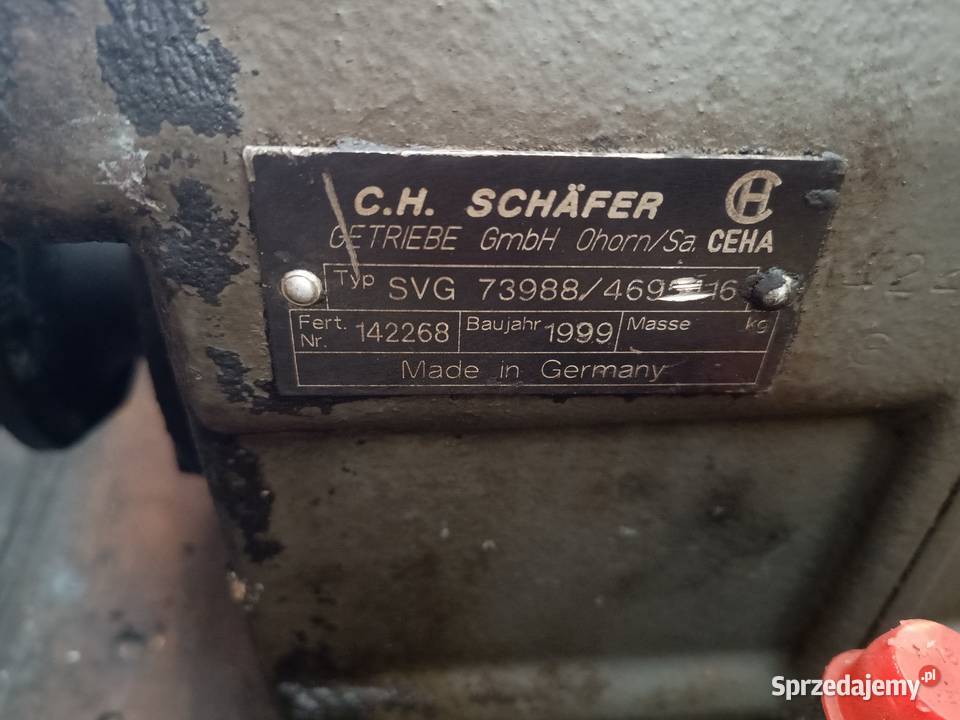 C.H. SCHÄFER CH
GETRIEBE GmbH Ohorn/Sa. CEHA
Typ SVG 73988/
Fert. Nr. 142268 Baujahr 1999 Masse kg
Made in Germany
Sprzedajemy.pl